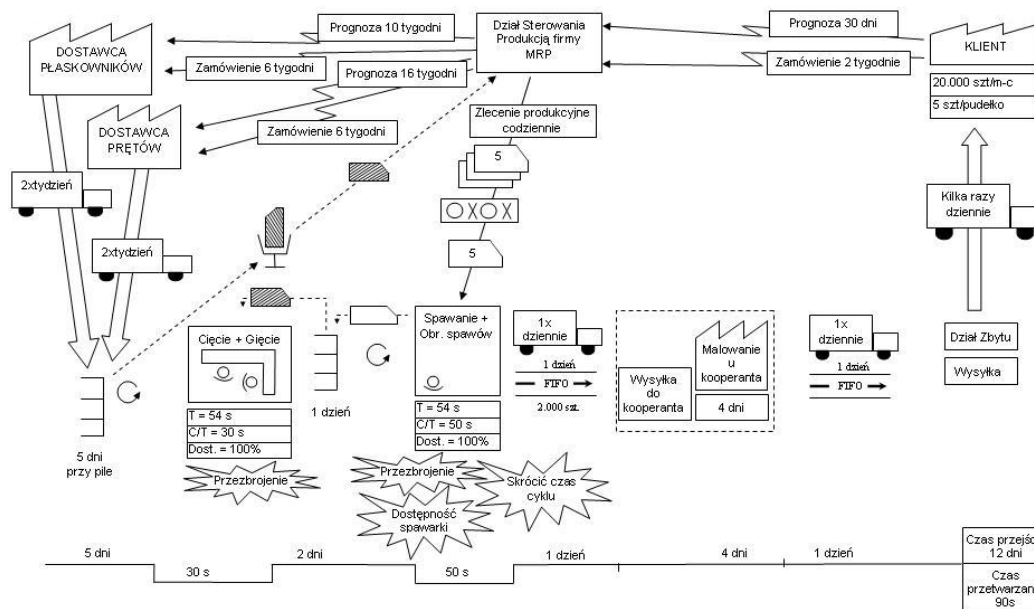 DOSTAWCA
PŁASKOWNIKÓW
Prognoza 10 tygodni
Zamówienie 6 tygodni
Prognoza 16 tygodni
Zamówienie 6 tygodni
DOSTAWCA
PRĘTÓW
Dział Sterowania
Produkcją firmy
MRP
Prognoza 30 dni
Zamówienie 2 tygodnie
KLIENT
20.000 szt/m-c
5 szt/pudełko
Zlecenie produkcyjne
codziennie
5
OXOX
5
2xtydzień
2xtydzień
Kilka razy
dziennie
Cięcie + Gięcie
T = 54 s
C/T = 30 s
Dost. = 100%
Przezbrojenie
5 dni
przy pile
1 dzień
Spawanie +
Obr. spawów
T = 54 s
C/T = 50 s
Dost. = 100%
Przezbrojenie
Dostępność
spawarki
Skrócić czas
cyklu
1x
dziennie
1 dzień
FIFO
2.000 szt.
Wysyłka
do
kooperanta
Malowanie
u
kooperanta
4 dni
1x
dziennie
1 dzień
FIFO
Dział Zbytu
Wysyłka
5 dni
30 s
2 dni
50 s
1 dzień
4 dni
1 dzień
Czas przejśc
12 dni
Czas
przetwarzan
90s